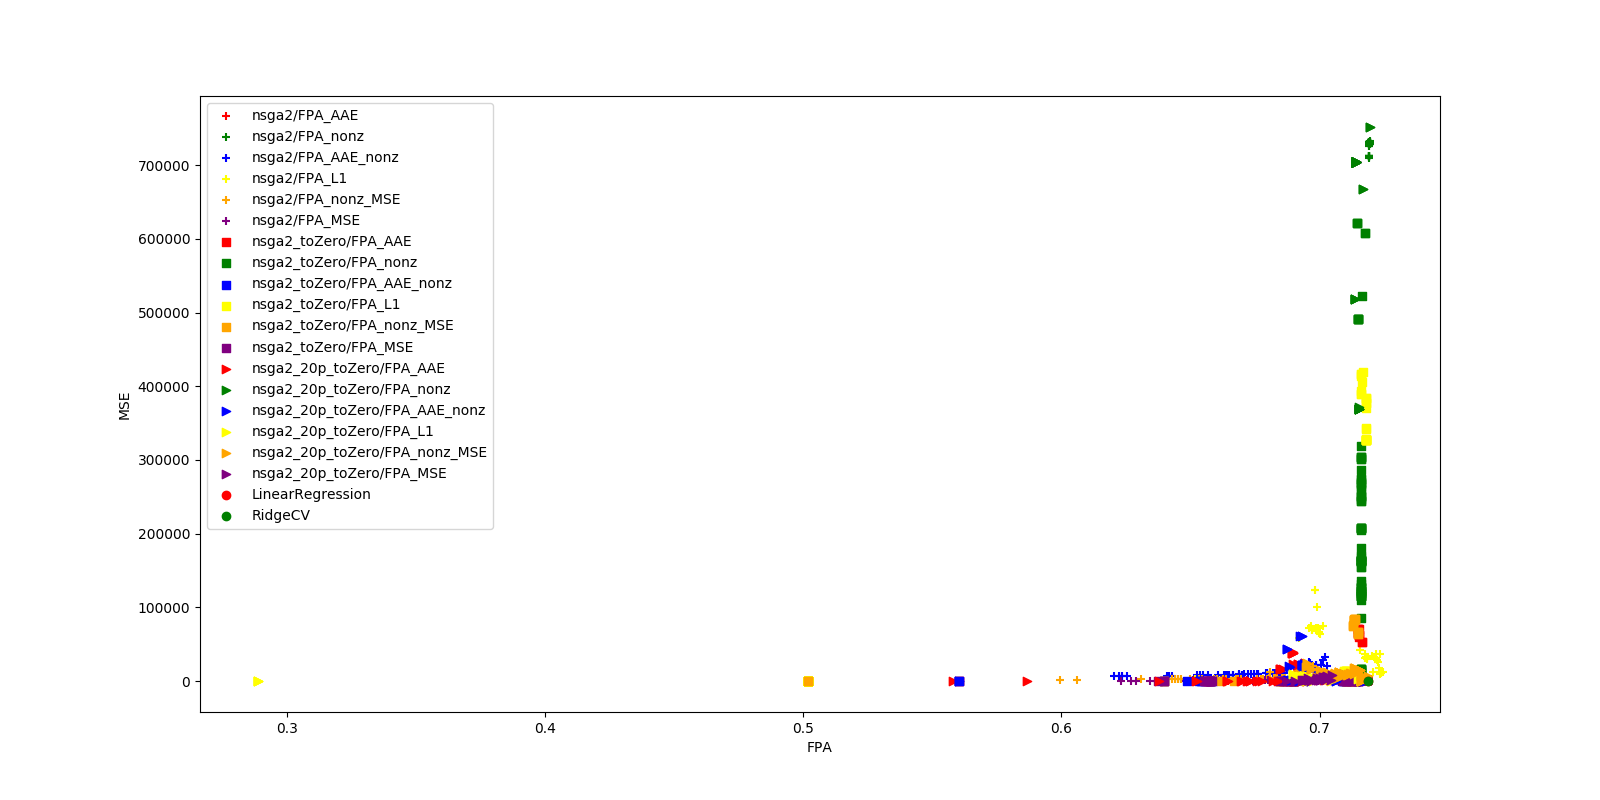 nsga2/FPA_AAE
nsga2/FPA_nonz
nsga2/FPA_AAE_nonz
nsga2/FPA_L1
nsga2/FPA_nonz_MSE
nsga2/FPA_MSE
nsga2_toZero/FPA_AAE
nsga2_toZero/FPA_nonz
nsga2_toZero/FPA_AAE_nonz
nsga2_toZero/FPA_L1
nsga2_toZero/FPA_nonz_MSE
nsga2_toZero/FPA_MSE
nsga2_20p_toZero/FPA_AAE
nsga2_20p_toZero/FPA_nonz
nsga2_20p_toZero/FPA_AAE_nonz
nsga2_20p_toZero/FPA_L1
nsga2_20p_toZero/FPA_nonz_MSE
nsga2_20p_toZero/FPA_MSE
LinearRegression
RidgeCV
700000
600000
500000
400000
300000
200000
100000
0
MSE
0.3 0.4 0.5 0.6 0.7
FPA